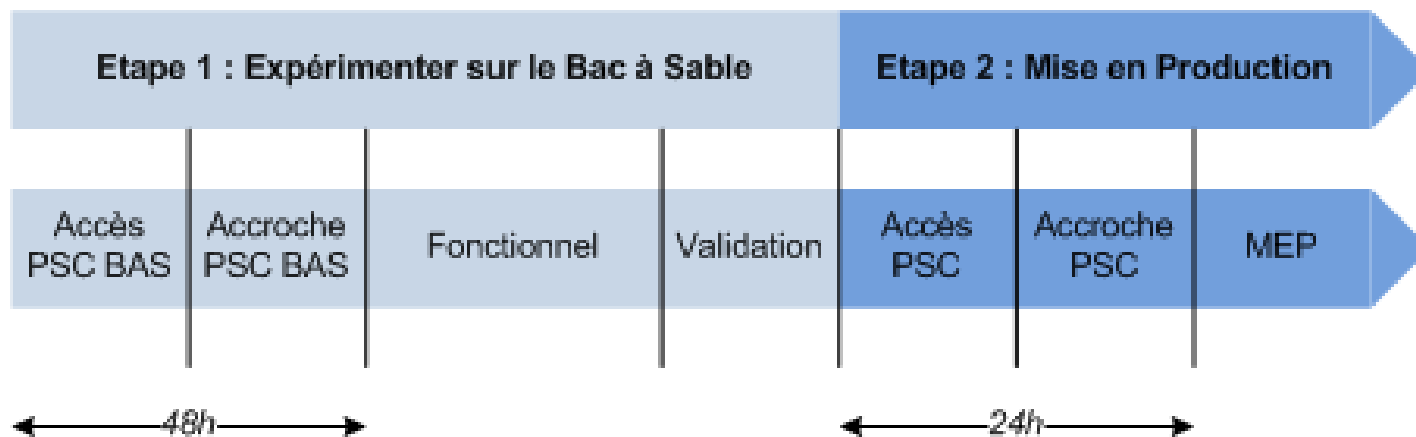 Etape 1 : Expérimenter sur le Bac à Sable
Etape 2 : Mise en Production
Accès
PSC BAS
Accroche
PSC BAS
Fonctionnel
Validation
Accès
PSC
Accroche
PSC
MEP
48h
24h